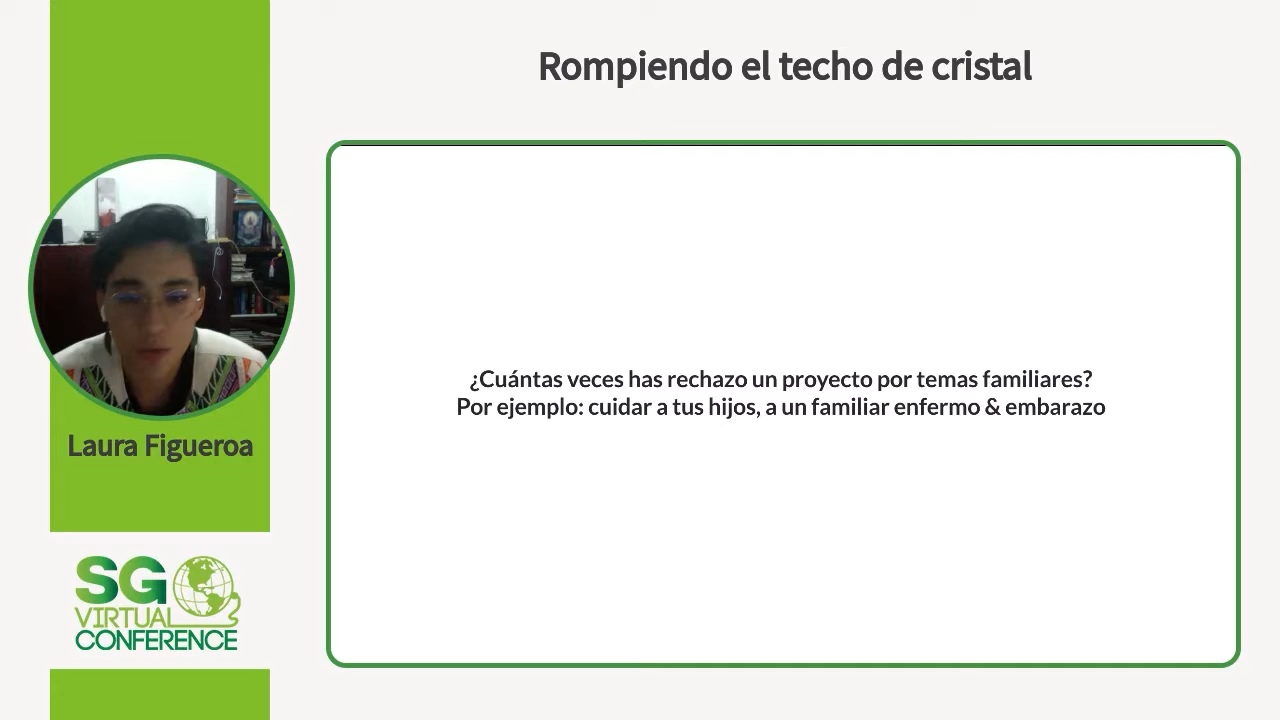 Rompiendo el techo de cristal
¿Cuántas veces has rechazo un proyecto por temas familiares?
Por ejemplo: cuidar a tus hijos, a un familiar enfermo & embarazo
Laura Figueroa
SG
VIRTUAL
CONFERENCE